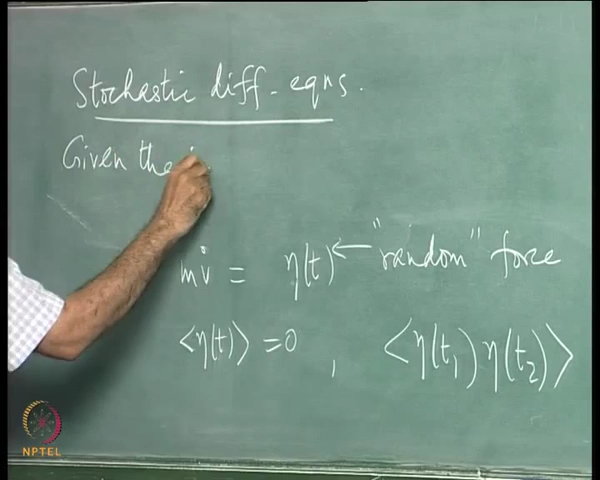 Stochastic diff-eqns.
Given the
mv̇ = η(t) ← "random" force
<η(t)> = 0 , <η(t₁) η(t₂)>
NPTEL